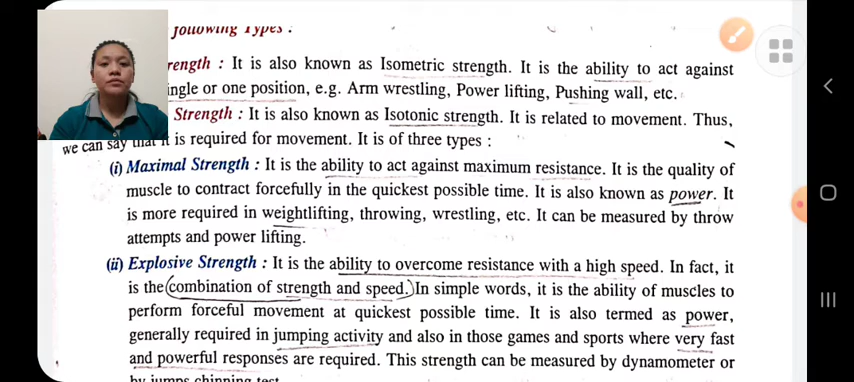 following Types :
rength : It is also known as Isometric strength. It is the ability to act against
ingle or one position, e.g. Arm wrestling, Power lifting, Pushing wall, etc.
Strength : It is also known as Isotonic strength. It is related to movement. Thus,
we can say that it is required for movement. It is of three types :
(i) Maximal Strength : It is the ability to act against maximum resistance. It is the quality of
muscle to contract forcefully in the quickest possible time. It is also known as power. It
is more required in weightlifting, throwing, wrestling, etc. It can be measured by throw
attempts and power lifting.
(ii) Explosive Strength : It is the ability to overcome resistance with a high speed. In fact, it
is the combination of strength and speed. In simple words, it is the ability of muscles to
perform forceful movement at quickest possible time. It is also termed as power,
generally required in jumping activity and also in those games and sports where very fast
and powerful responses are required. This strength can be measured by dynamometer or
by jumps chinning test